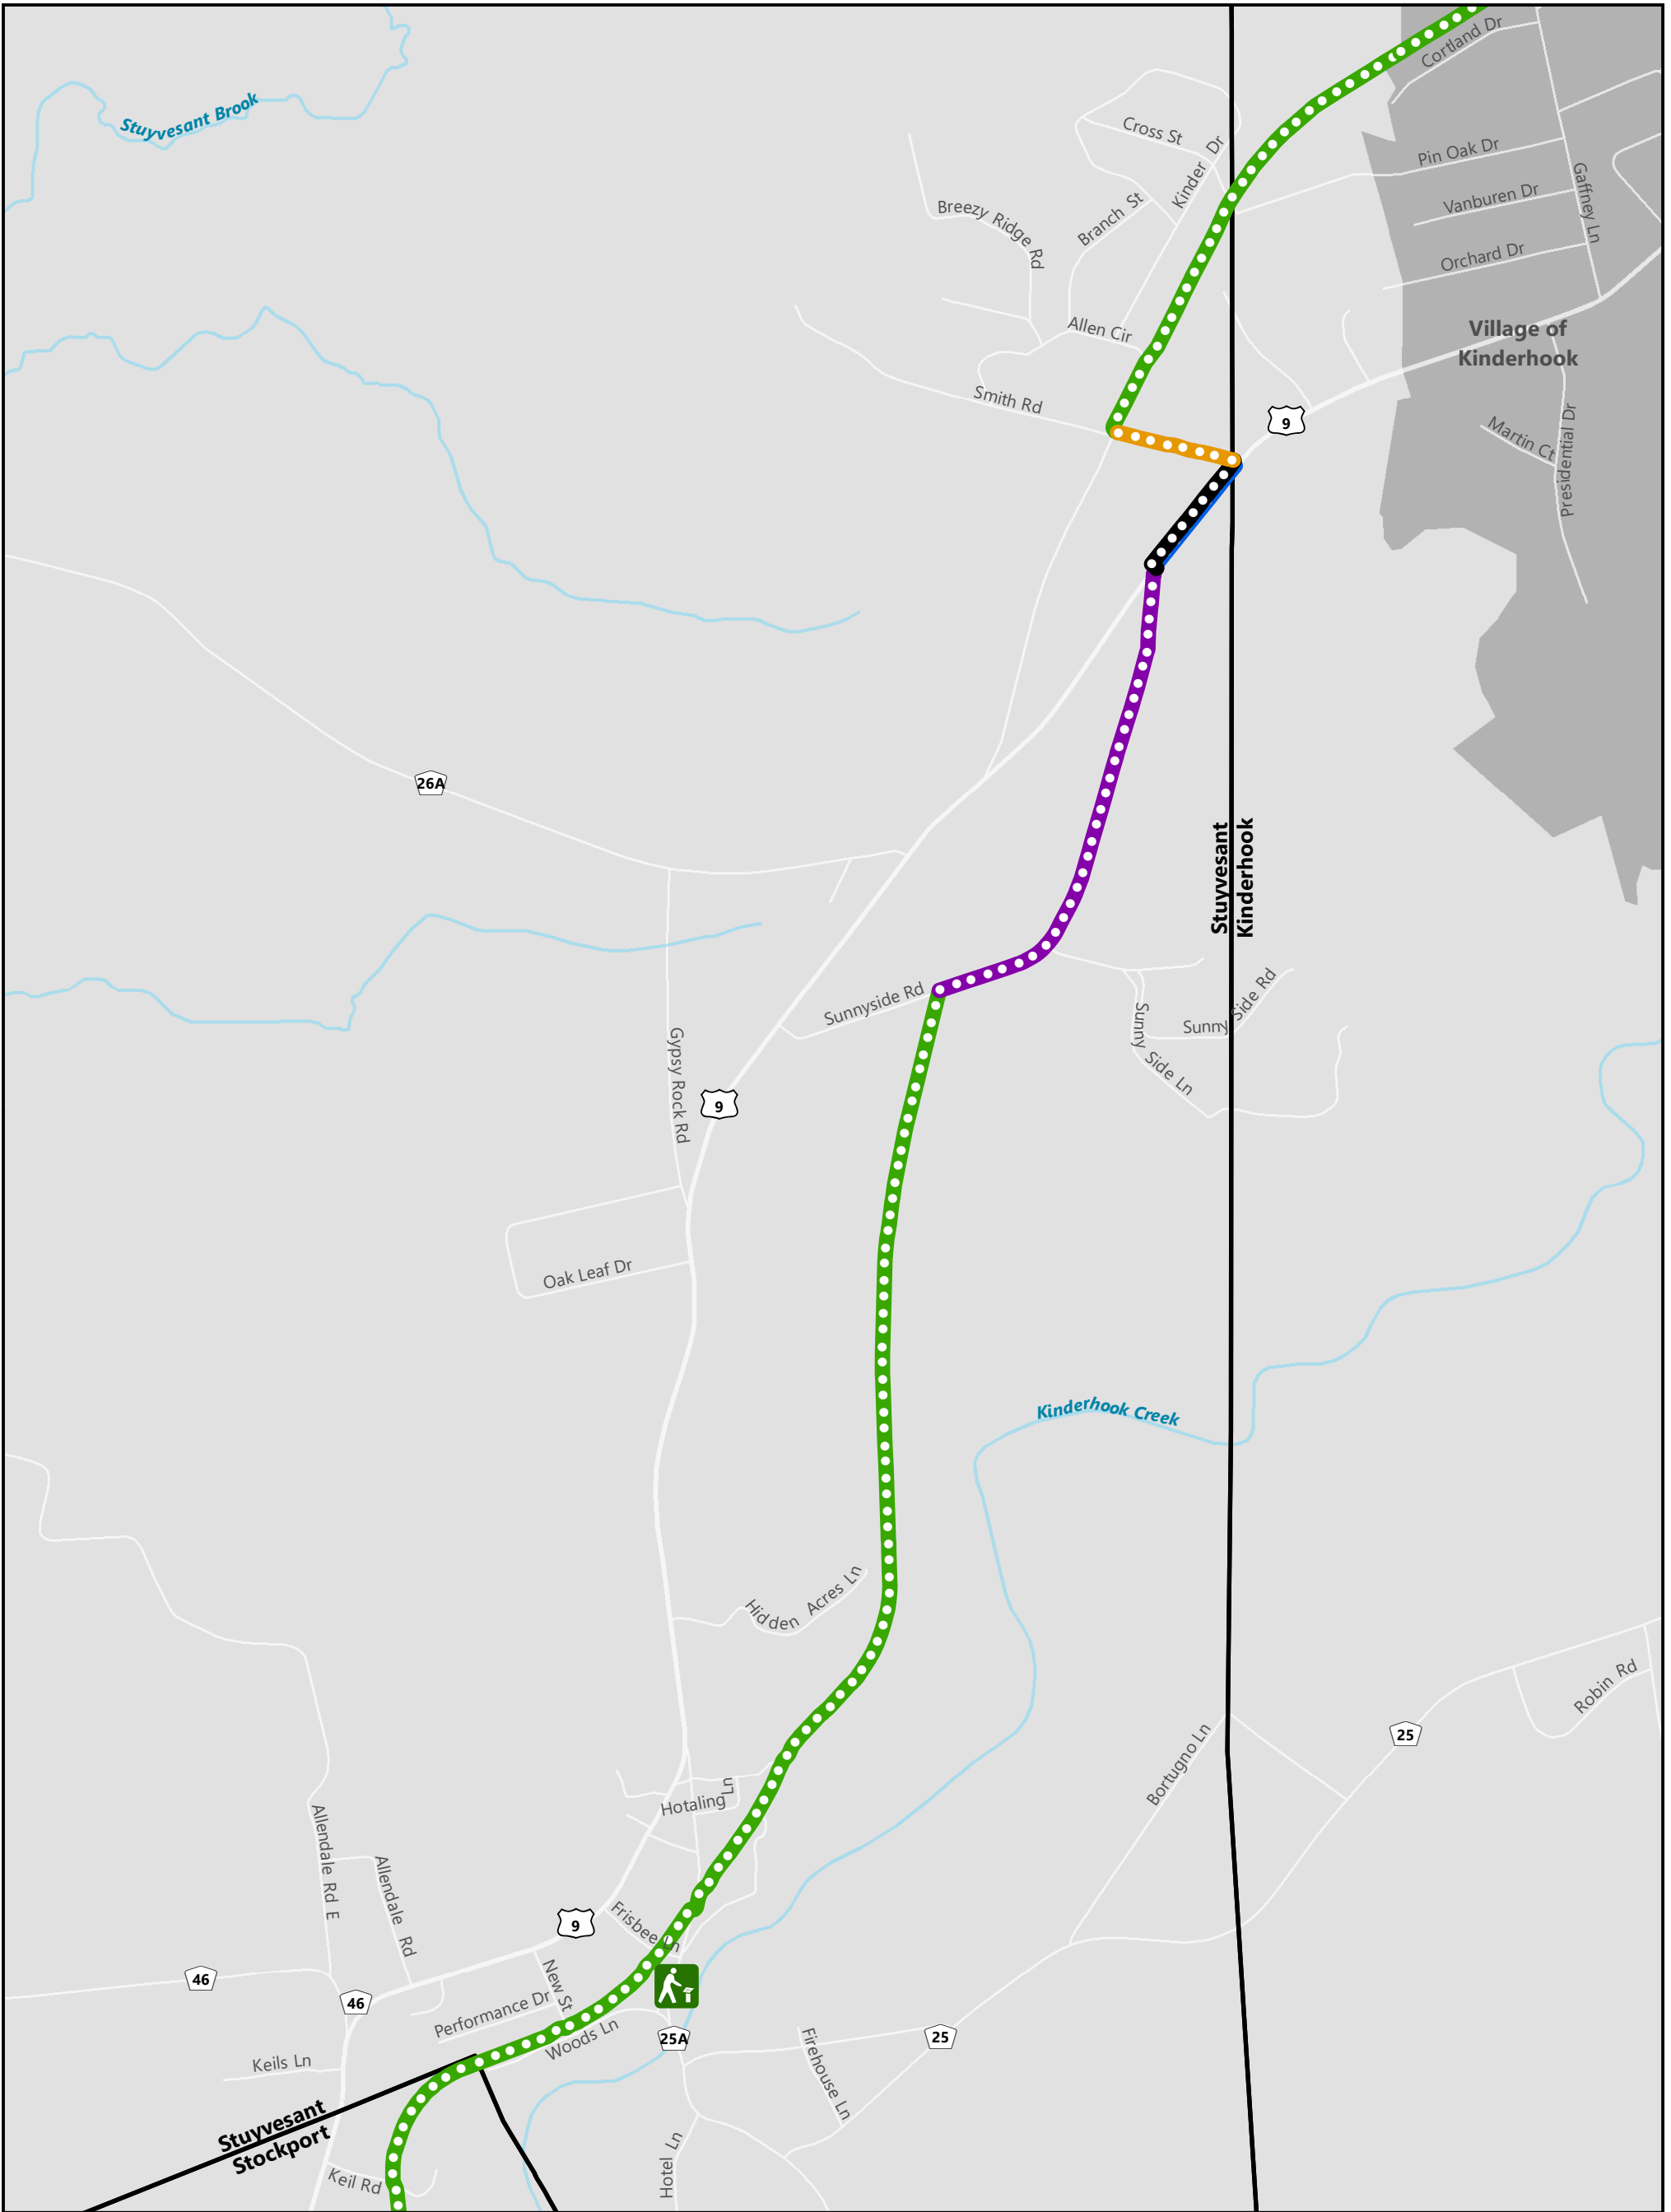 Cortland Dr
Stuyvesant Brook
Cross St
Kinder Dr
Pin Oak Dr
Gaffney Ln
Vanburen Dr
Breezy Ridge Rd
Branch St
Orchard Dr
Allen Cir
Village of
Kinderhook
Smith Rd
9
Martin Ct
Presidential Dr
26A
Stuyvesant
Kinderhook
Sunnyside Rd
Sunny Side Rd
Sunny Side Ln
Gypsy Rock Rd
9
Oak Leaf Dr
Kinderhook Creek
Hidden Acres Ln
Robin Rd
25
Bortugno Ln
Hotaling Ln
Allendale Rd E
Allendale Rd
Frisbee Ln
9
46
New St
46
Performance Dr
Woods Ln
25A
25
Firehouse Ln
Keils Ln
Stuyvesant
Stockport
Keil Rd
Hotel Ln